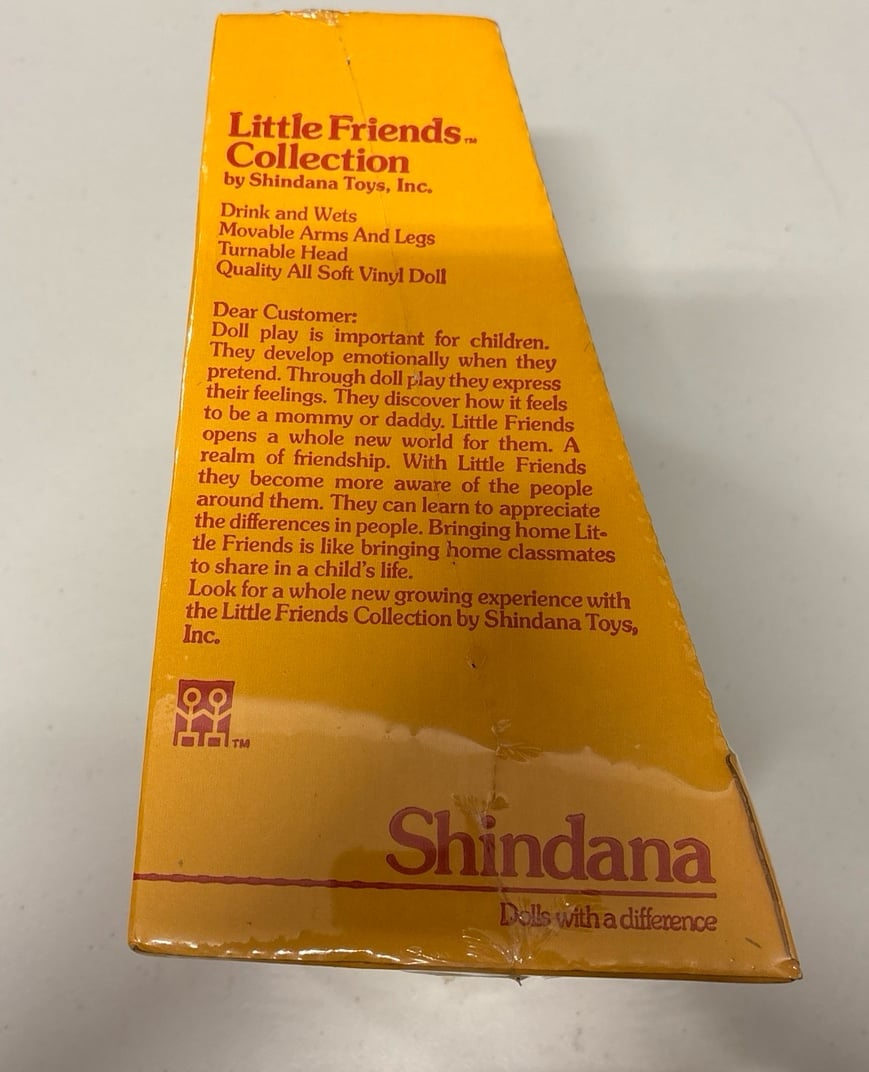 Little Friends™
Collection
by Shindana Toys, Inc.
Drink and Wets
Movable Arms And Legs
Turnable Head
Quality All Soft Vinyl Doll
Dear Customer:
Doll play is important for children.
They develop emotionally when they
pretend. Through doll play they express
their feelings. They discover how it feels
to be a mommy or daddy. Little Friends
opens a whole new world for them. A
realm of friendship. With Little Friends
they become more aware of the people
around them. They can learn to appreciate
the differences in people. Bringing home Lit-
tle Friends is like bringing home classmates
to share in a child's life.
Look for a whole new growing experience with
the Little Friends Collection by Shindana Toys,
Inc.
TM
Shindana
Dolls with a difference